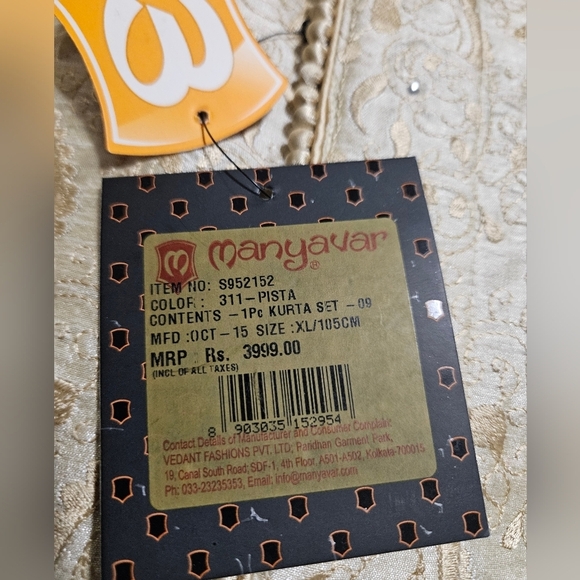 manyavar®
ITEM NO: S952152
COLOR: 311-PISTA
CONTENTS -1Pc KURTA SET -09
MFD :OCT-15 SIZE :XL/105CM
MRP : Rs. 3999.00
(INCL OF ALL TAXES)
8 903035 152954
Contact Details of Manufacturer and Consumer Complaint:
VEDANT FASHIONS PVT. LTD; Paridhan Garment Park,
19, Canal South Road; SDF-1, 4th Floor, A501-A502, Kolkata-700015
Ph: 033-23235353, Email: info@manyavar.com